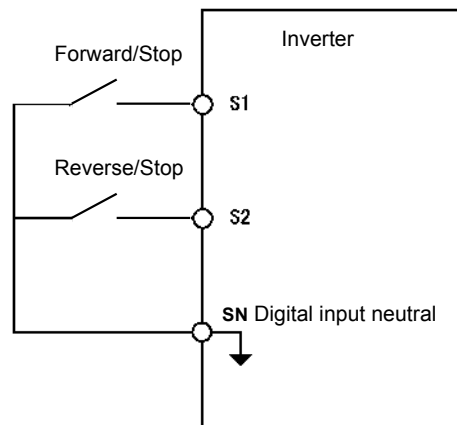 Inverter
Forward/Stop
S1
Reverse/Stop
S2
SN Digital input neutral